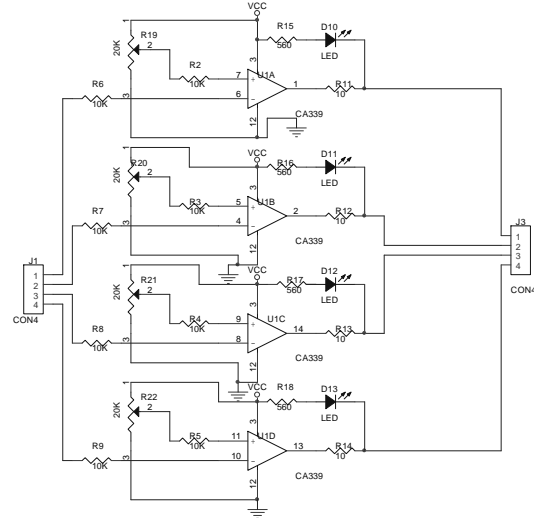 VCC
1
R19
20K
2
3
R2
10K
R6
10K
7
6
3
12
U1A
1
R15
560
D10
LED
R11
10
CA339
VCC
1
R20
20K
2
3
R3
10K
R7
10K
5
4
3
12
U1B
2
R16
560
D11
LED
R12
10
CA339
J1
1
2
3
4
CON4
J3
1
2
3
4
CON4
VCC
1
R21
20K
2
3
R4
10K
R8
10K
9
8
3
12
U1C
14
R17
560
D12
LED
R13
10
CA339
VCC
1
R22
20K
2
3
R5
10K
R9
10K
11
10
3
12
U1D
13
R18
560
D13
LED
R14
10
CA339